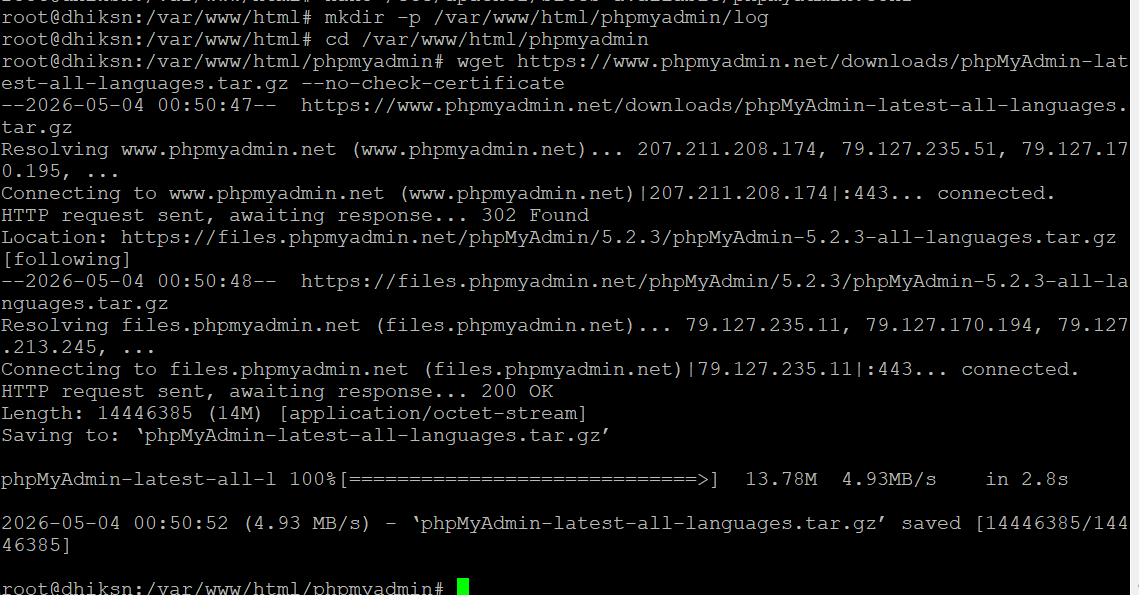 root@dhiksn:/var/www/html# nano /etc/apache2/sites-available/phpmyadmin.conf
root@dhiksn:/var/www/html# mkdir -p /var/www/html/phpmyadmin/log
root@dhiksn:/var/www/html# cd /var/www/html/phpmyadmin
root@dhiksn:/var/www/html/phpmyadmin# wget https://www.phpmyadmin.net/downloads/phpMyAdmin-lat
est-all-languages.tar.gz --no-check-certificate
--2026-05-04 00:50:47--  https://www.phpmyadmin.net/downloads/phpMyAdmin-latest-all-languages.
tar.gz
Resolving www.phpmyadmin.net (www.phpmyadmin.net)... 207.211.208.174, 79.127.235.51, 79.127.17
0.195, ...
Connecting to www.phpmyadmin.net (www.phpmyadmin.net)|207.211.208.174|:443... connected.
HTTP request sent, awaiting response... 302 Found
Location: https://files.phpmyadmin.net/phpMyAdmin/5.2.3/phpMyAdmin-5.2.3-all-languages.tar.gz
[following]
--2026-05-04 00:50:48--  https://files.phpmyadmin.net/phpMyAdmin/5.2.3/phpMyAdmin-5.2.3-all-la
nguages.tar.gz
Resolving files.phpmyadmin.net (files.phpmyadmin.net)... 79.127.235.11, 79.127.170.194, 79.127
.213.245, ...
Connecting to files.phpmyadmin.net (files.phpmyadmin.net)|79.127.235.11|:443... connected.
HTTP request sent, awaiting response... 200 OK
Length: 14446385 (14M) [application/octet-stream]
Saving to: ‘phpMyAdmin-latest-all-languages.tar.gz’
phpMyAdmin-latest-all-l 100%[=============================>]  13.78M  4.93MB/s    in 2.8s
2026-05-04 00:50:52 (4.93 MB/s) - ‘phpMyAdmin-latest-all-languages.tar.gz’ saved [14446385/144
46385]
root@dhiksn:/var/www/html/phpmyadmin#